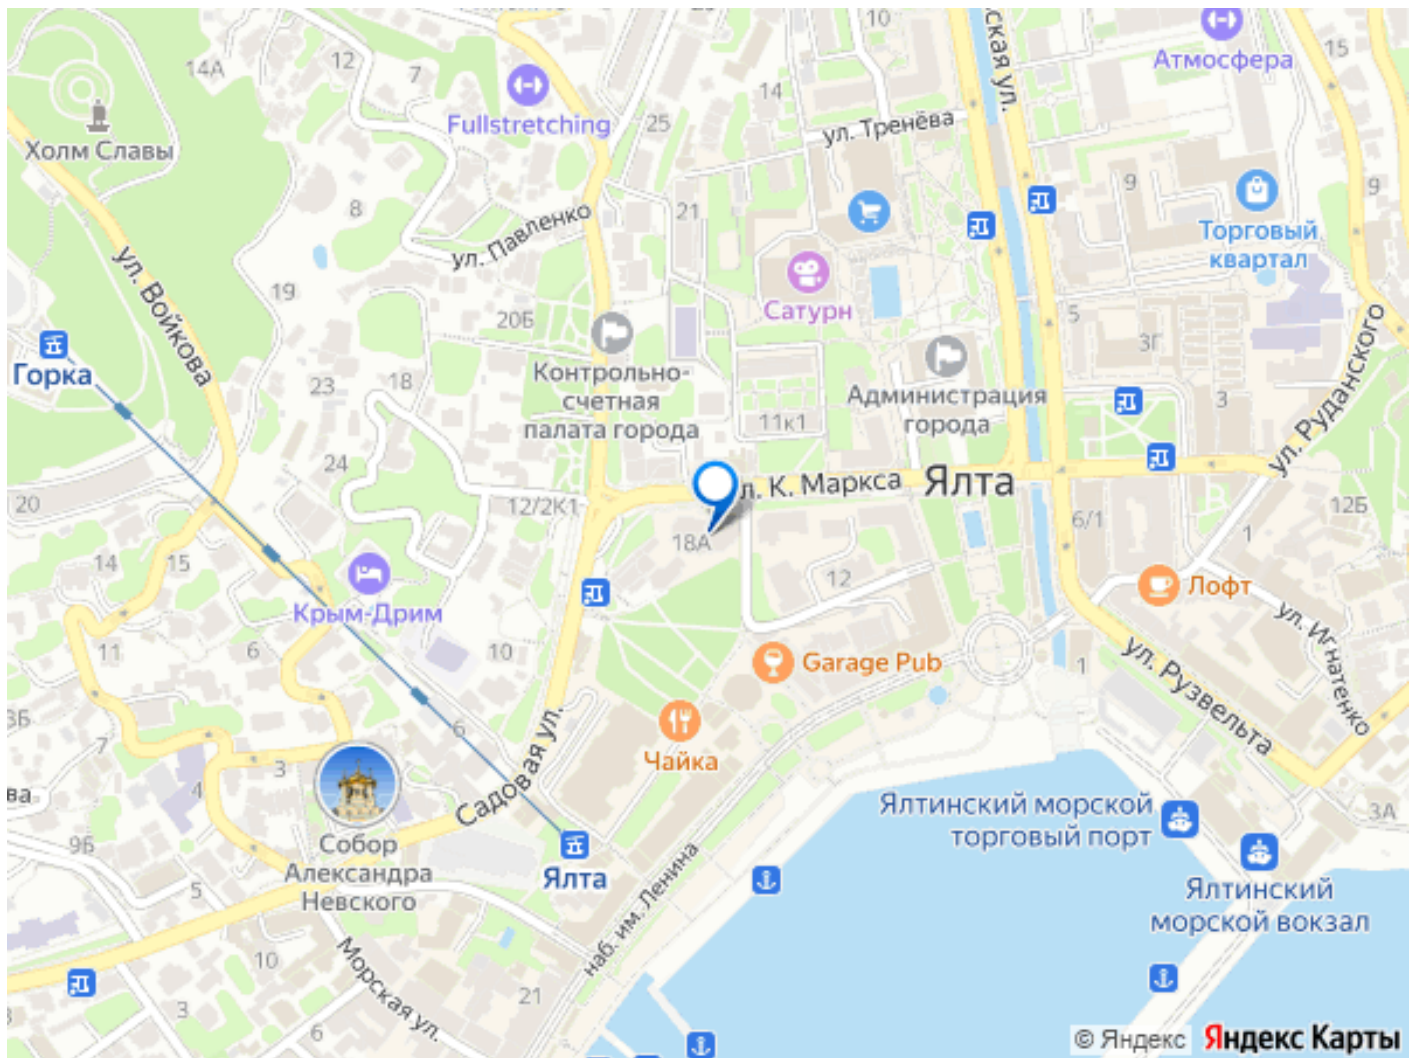 10
ская ул.
Атмосфера
15
14А
12
7
14
Fullstretching
25
ул. Тренёва
Холм Славы
9
9
8
21
ул. Павленко
Торговый
квартал
ул. Войкова
19
20Б
Сатурн
5
3Г
Горка
Контрольно-
счетная
палата города
23
18
Администрация
города
11к1
3
ул. Руданского
24
л. К. Маркса
Ялта
20
12/2К1
12Б
6/1
1
18А
14
15
12
Крым-Дрим
Лофт
ул. Игнатенко
11
6
10
Garage Pub
1
ул. Рузвельта
3Б
7
6
Чайка
3
4
Садовая ул.
ва
Ялтинский морской
торговый порт
3А
9Б
Собор
Александра
Невского
Ялта
5
наб. им. Ленина
Ялтинский
морской вокзал
10
Морская ул.
3
21
6
© Яндекс
Яндекс Карты